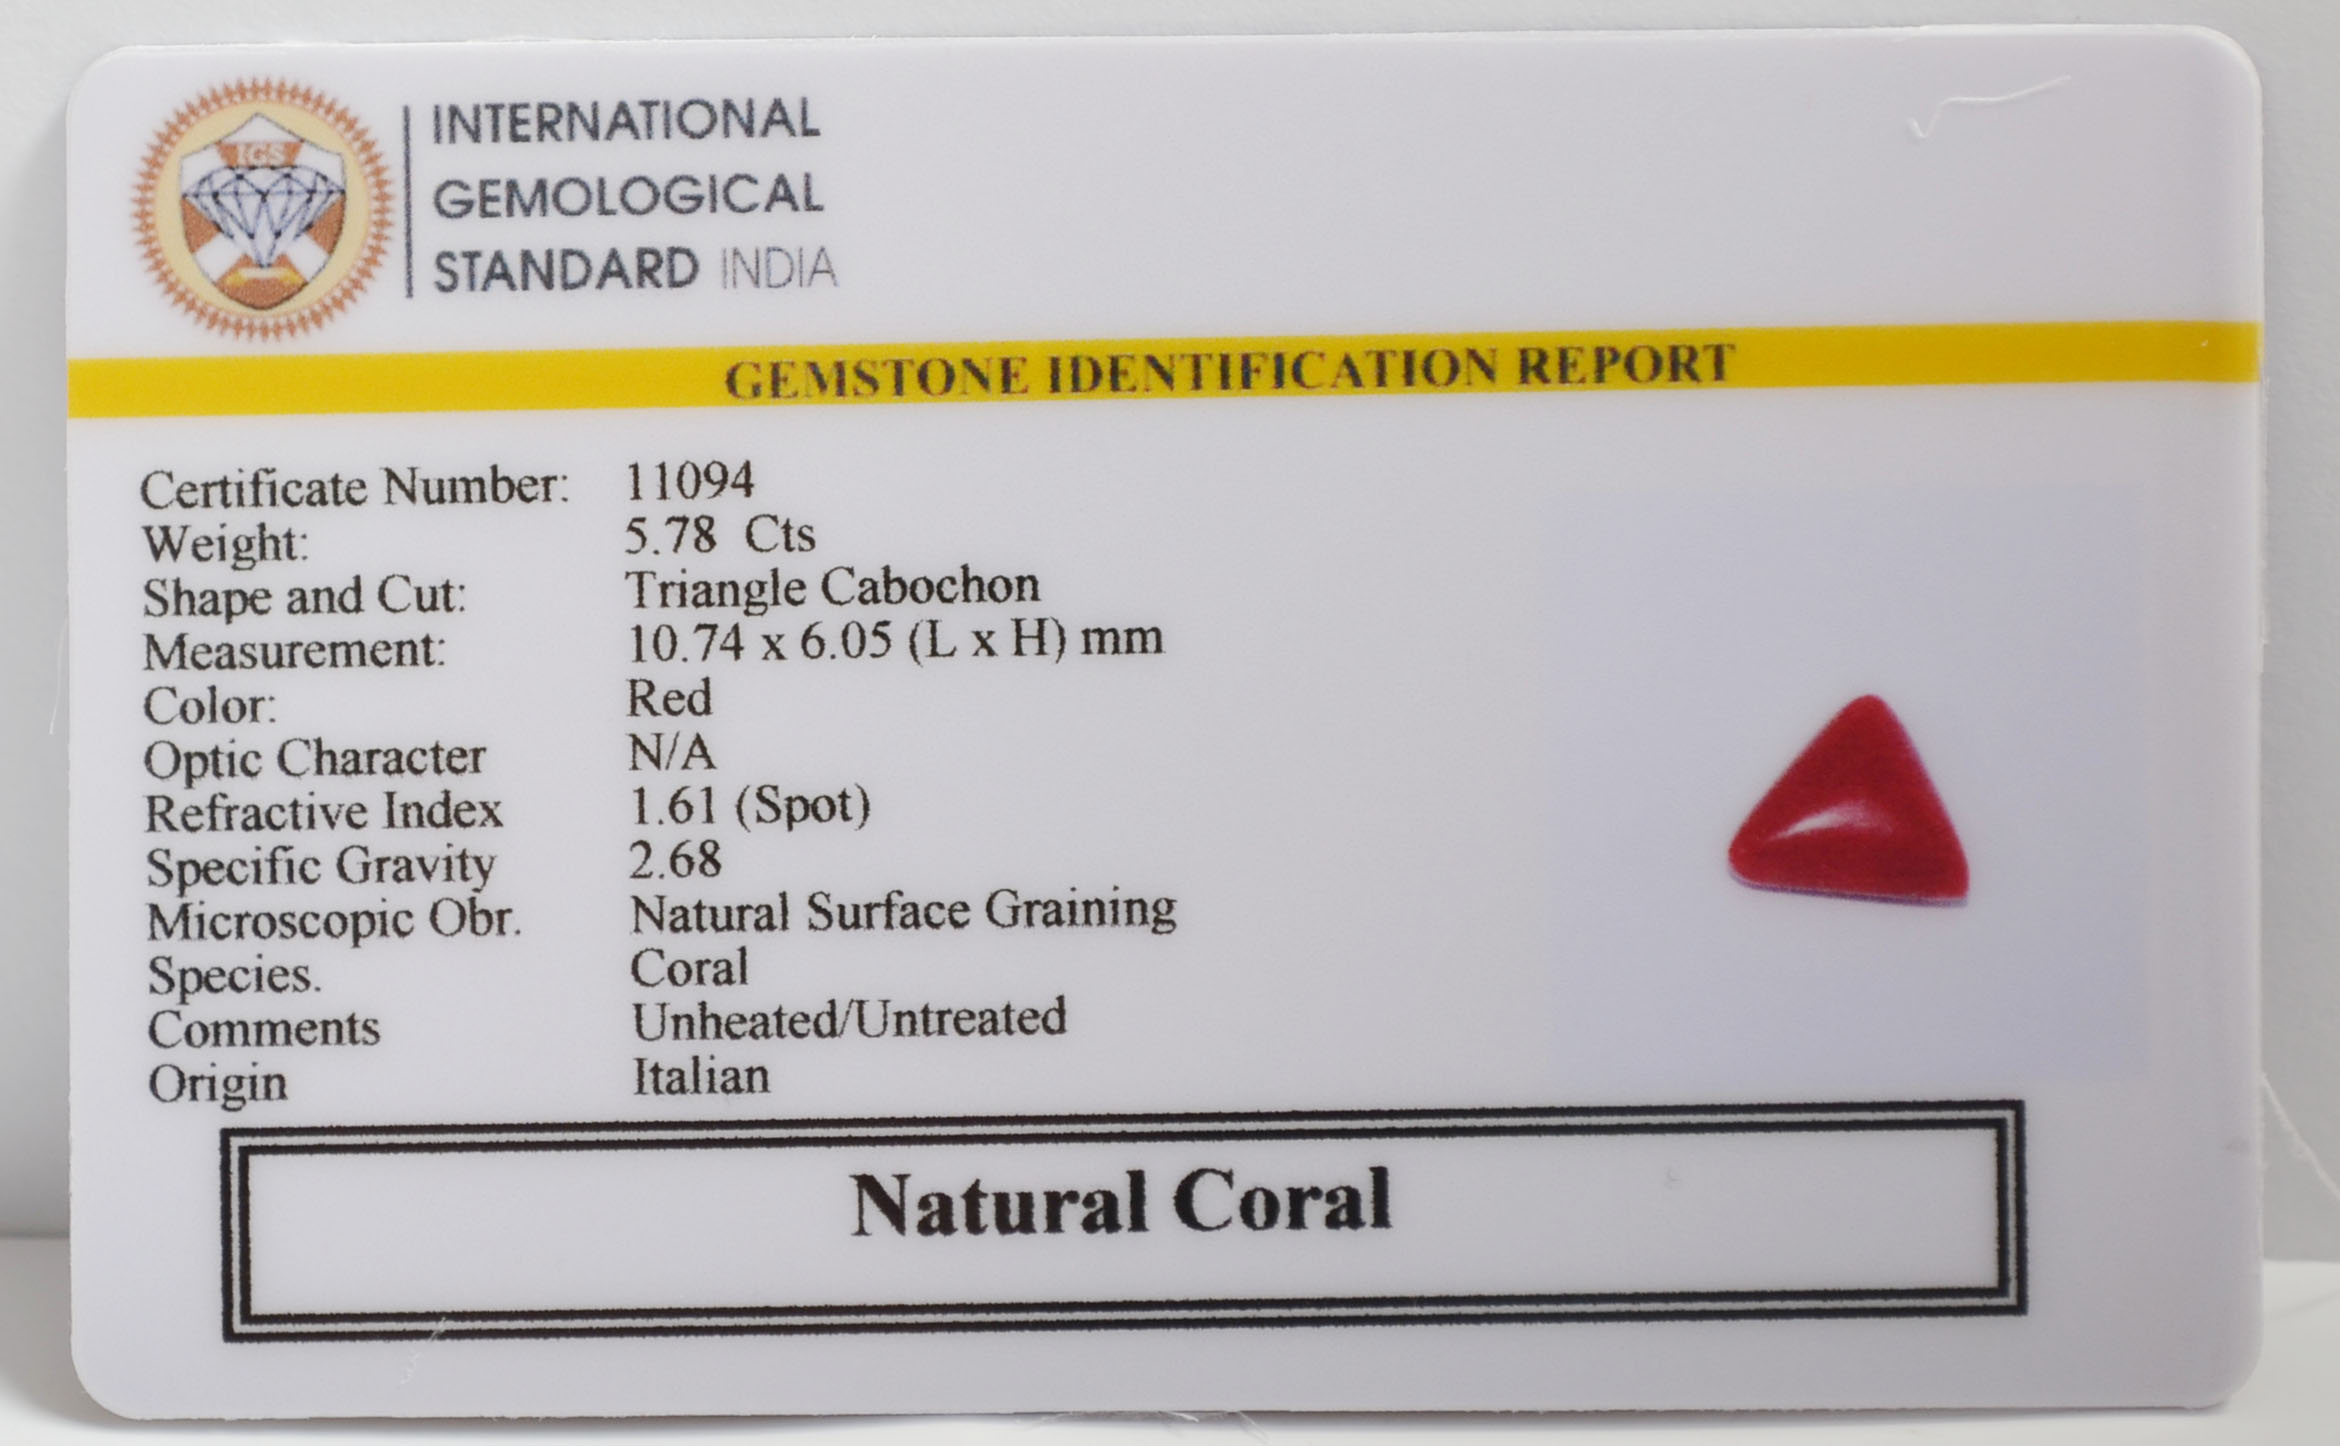 IGS
INTERNATIONAL
GEMOLOGICAL
STANDARD INDIA
GEMSTONE IDENTIFICATION REPORT
Certificate Number: 11094
Weight: 5.78 Cts
Shape and Cut: Triangle Cabochon
Measurement: 10.74 x 6.05 (L x H) mm
Color: Red
Optic Character N/A
Refractive Index 1.61 (Spot)
Specific Gravity 2.68
Microscopic Obr. Natural Surface Graining
Species. Coral
Comments Unheated/Untreated
Origin Italian
Natural Coral